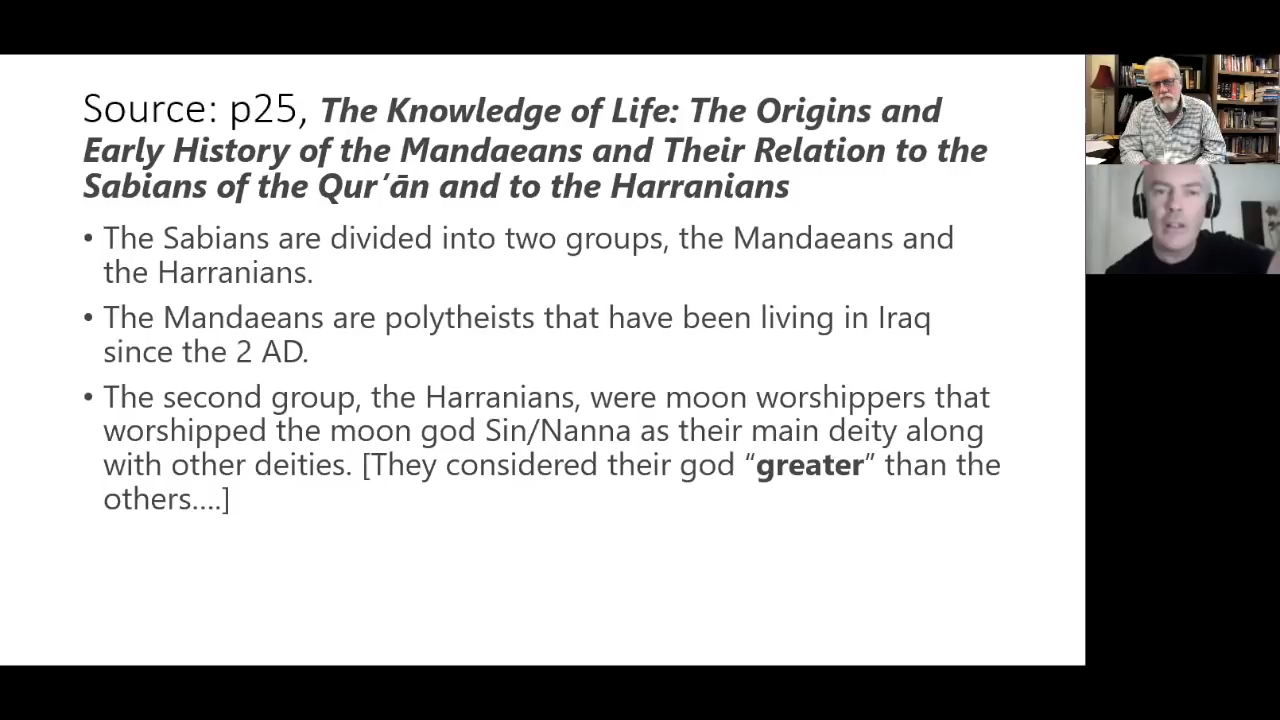 Source: p25, The Knowledge of Life: The Origins and
Early History of the Mandaeans and Their Relation to the
Sabians of the Qurʾān and to the Harranians
• The Sabians are divided into two groups, the Mandaeans and
the Harranians.
• The Mandaeans are polytheists that have been living in Iraq
since the 2 AD.
• The second group, the Harranians, were moon worshippers that
worshipped the moon god Sin/Nanna as their main deity along
with other deities. [They considered their god “greater” than the
others....]